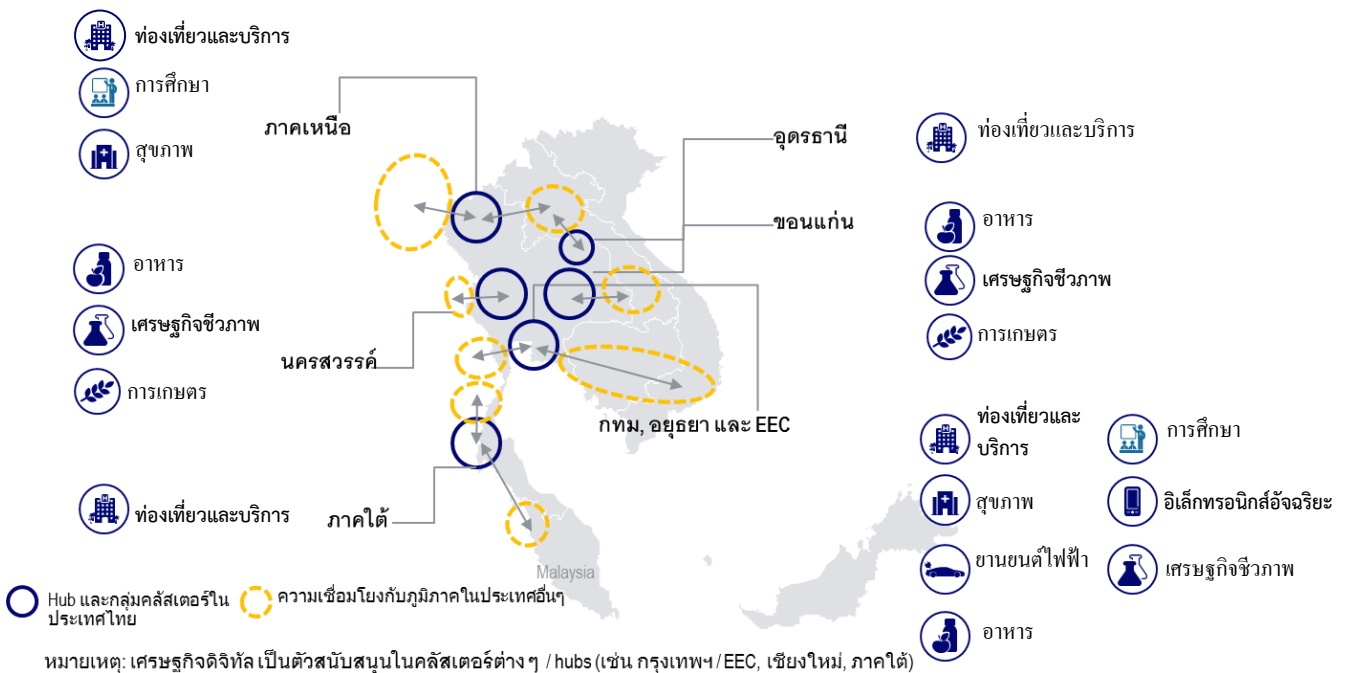 ท่องเที่ยวและบริการ
การศึกษา
สุขภาพ
ภาคเหนือ
อุดรธานี
ขอนแก่น
ท่องเที่ยวและบริการ
อาหาร
เศรษฐกิจชีวภาพ
การเกษตร
อาหาร
เศรษฐกิจชีวภาพ
การเกษตร
นครสวรรค์
กทม, อยุธยา และ EEC
ท่องเที่ยวและ
บริการ
การศึกษา
สุขภาพ
อิเล็กทรอนิกส์อัจฉริยะ
ยานยนต์ไฟฟ้า
เศรษฐกิจชีวภาพ
อาหาร
ท่องเที่ยวและบริการ
ภาคใต้
Malaysia
Hub และกลุ่มคลัสเตอร์ใน
ประเทศไทย
ความเชื่อมโยงกับภูมิภาคในประเทศอื่นๆ
หมายเหตุ: เศรษฐกิจดิจิทัล เป็นตัวสนับสนุนในคลัสเตอร์ต่าง ๆ / hubs (เช่น กรุงเทพฯ/EEC, เชียงใหม่, ภาคใต้)